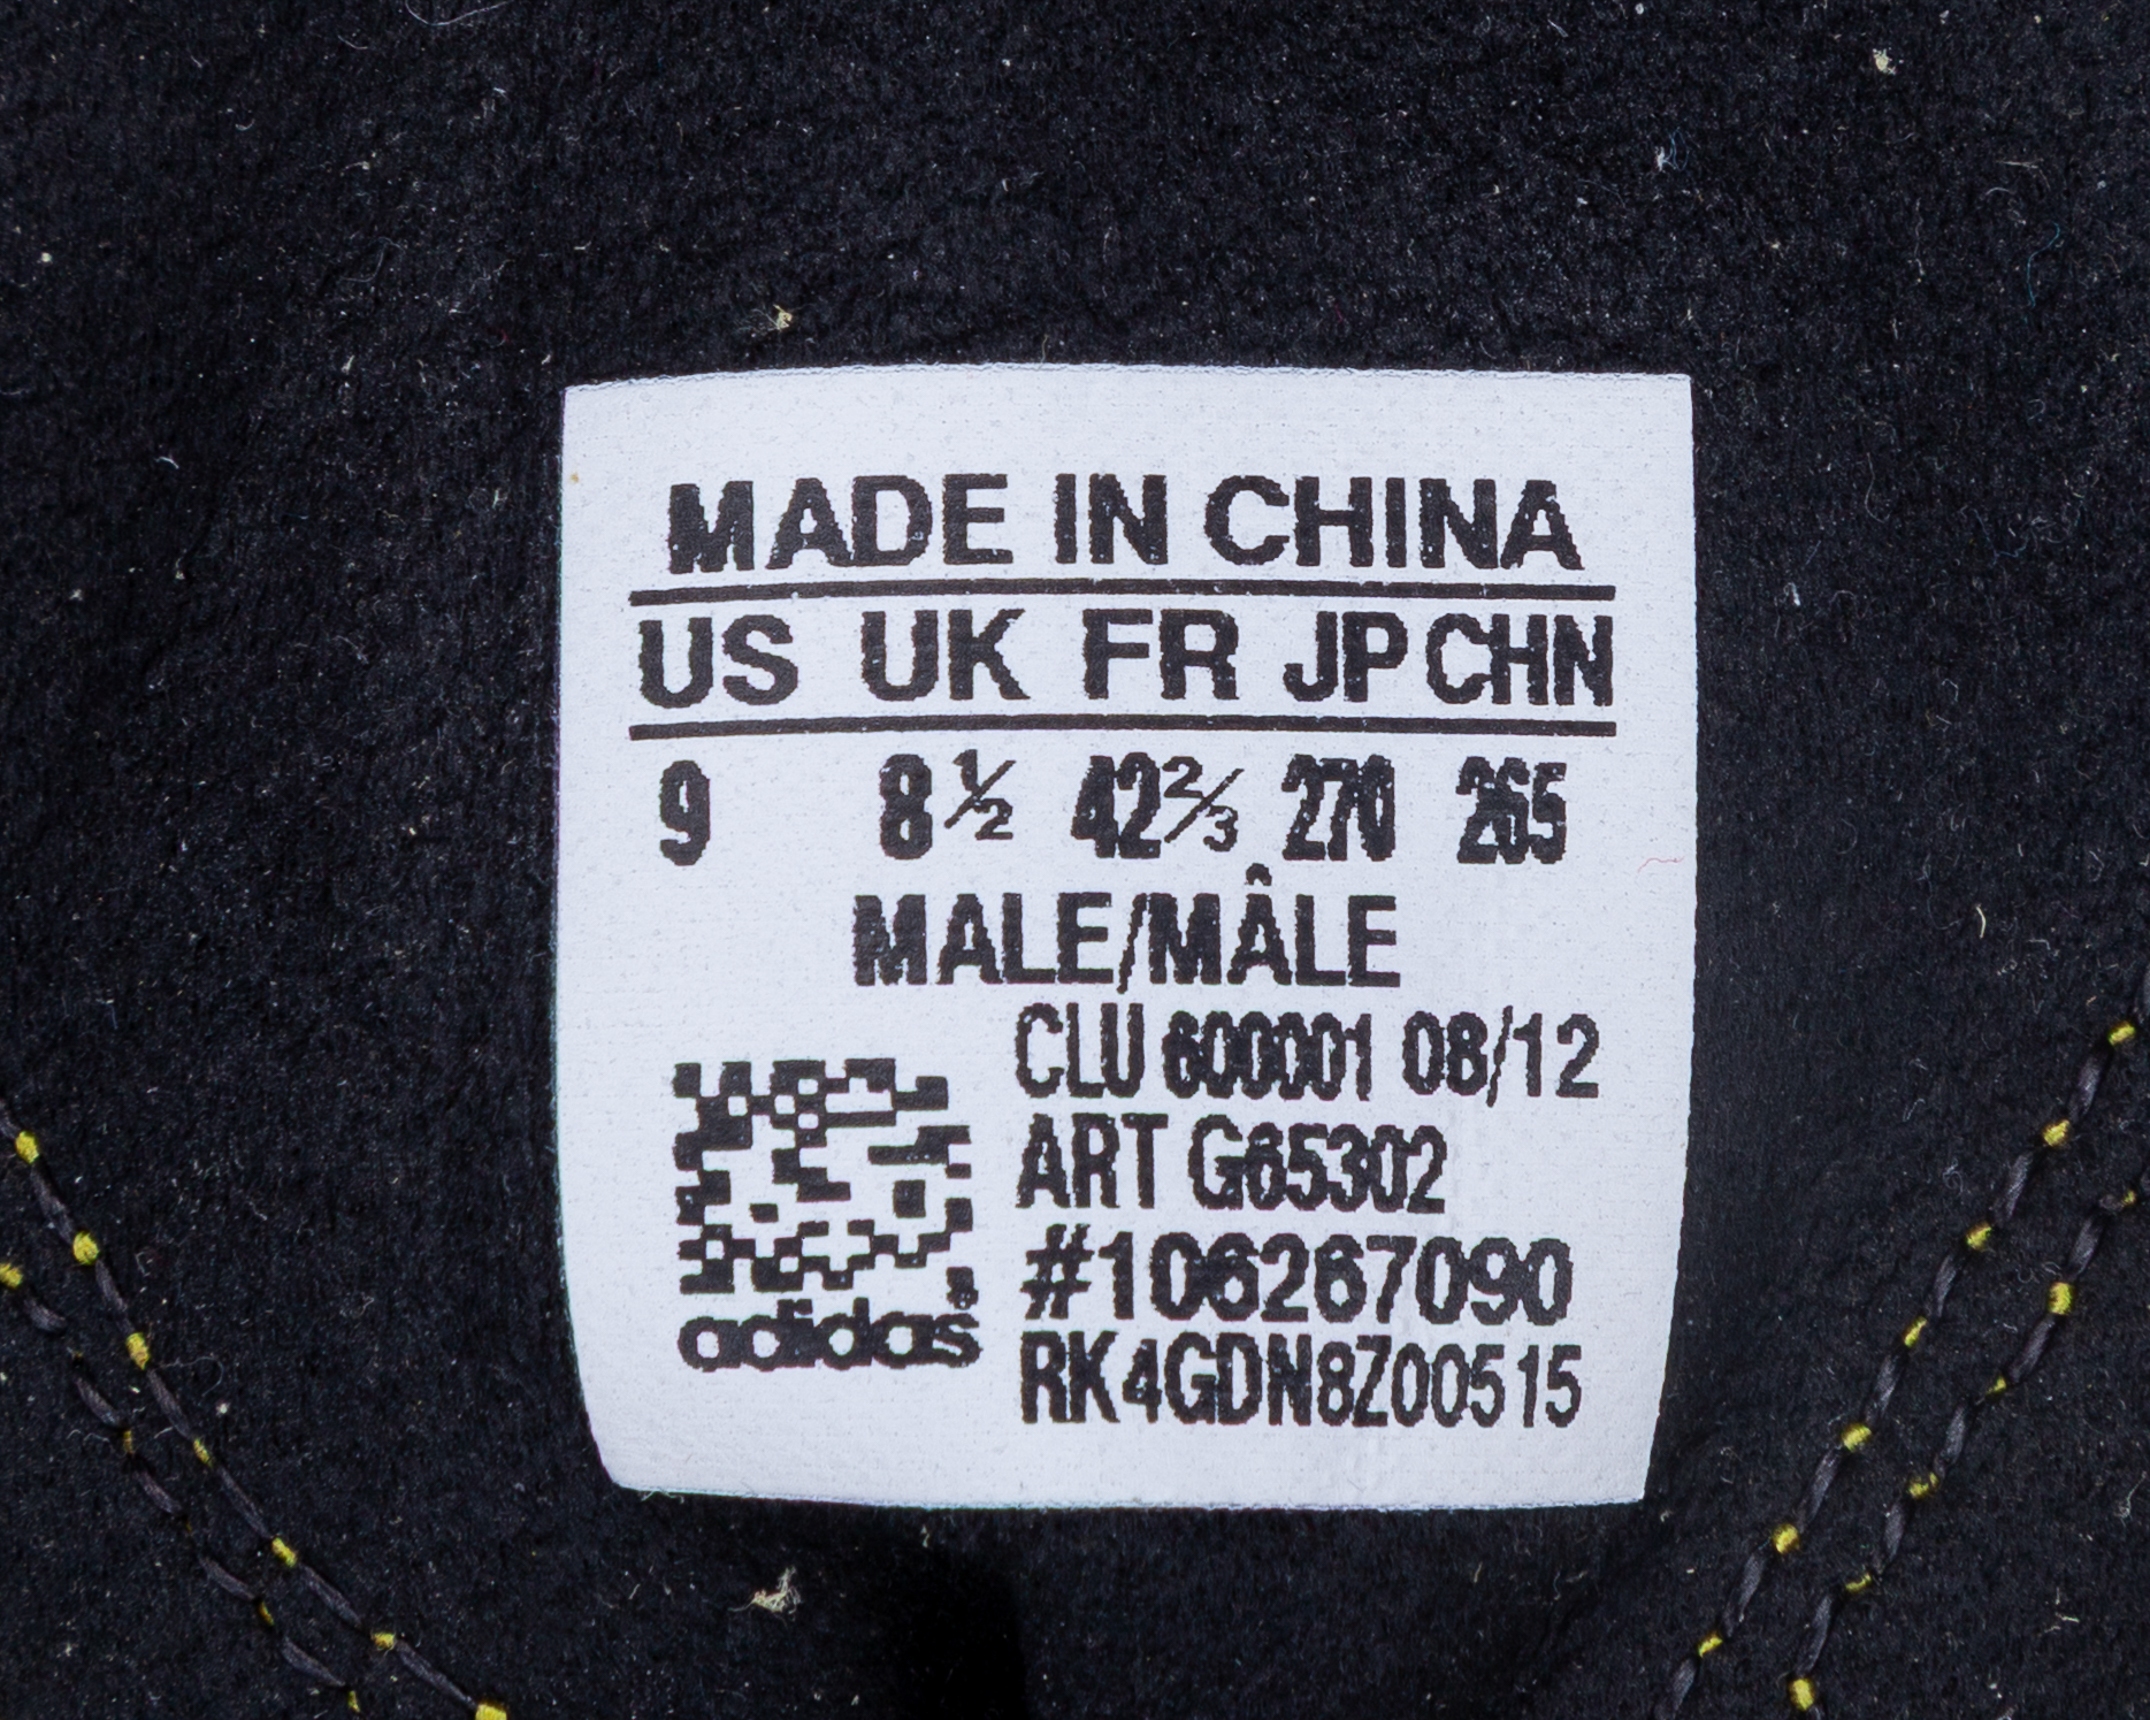 MADE IN CHINA
US UK FR JP CHN
9 8½ 42⅔ 270 265
MALE/MÂLE
CLU 600001 08/12
ART G65302
#106267090
adidas
RK4GDN8Z00515